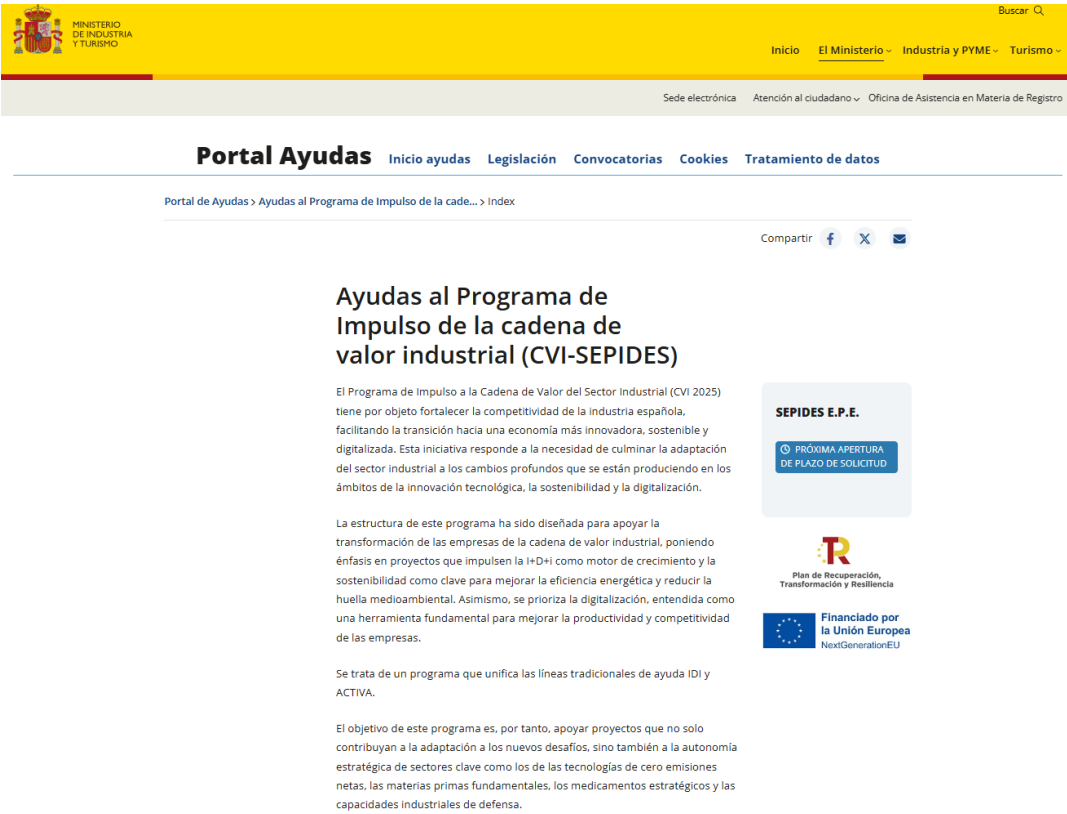 MINISTERIO
DE INDUSTRIA
Y TURISMO
Buscar
Inicio El Ministerio Industria y PYME Turismo
Sede electrónica Atención al ciudadano Oficina de Asistencia en Materia de Registro
Portal Ayudas Inicio ayudas Legislación Convocatorias Cookies Tratamiento de datos
Portal de Ayudas > Ayudas al Programa de Impulso de la cade... > Index
Compartir
Ayudas al Programa de
Impulso de la cadena de
valor industrial (CVI-SEPIDES)
El Programa de Impulso a la Cadena de Valor del Sector Industrial (CVI 2025)
tiene por objeto fortalecer la competitividad de la industria española,
facilitando la transición hacia una economía más innovadora, sostenible y
digitalizada. Esta iniciativa responde a la necesidad de culminar la adaptación
del sector industrial a los cambios profundos que se están produciendo en los
ámbitos de la innovación tecnológica, la sostenibilidad y la digitalización.
La estructura de este programa ha sido diseñada para apoyar la
transformación de las empresas de la cadena de valor industrial, poniendo
énfasis en proyectos que impulsen la I+D+i como motor de crecimiento y la
sostenibilidad como clave para mejorar la eficiencia energética y reducir la
huella medioambiental. Asimismo, se prioriza la digitalización, entendida como
una herramienta fundamental para mejorar la productividad y competitividad
de las empresas.
Se trata de un programa que unifica las líneas tradicionales de ayuda IDI y
ACTIVA.
El objetivo de este programa es, por tanto, apoyar proyectos que no solo
contribuyan a la adaptación a los nuevos desafíos, sino también a la autonomía
estratégica de sectores clave como los de las tecnologías de cero emisiones
netas, las materias primas fundamentales, los medicamentos estratégicos y las
capacidades industriales de defensa.
SEPIDES E.P.E.
PRÓXIMA APERTURA
DE PLAZO DE SOLICITUD
Plan de Recuperación,
Transformación y Resiliencia
Financiado por
la Unión Europea
NextGenerationEU